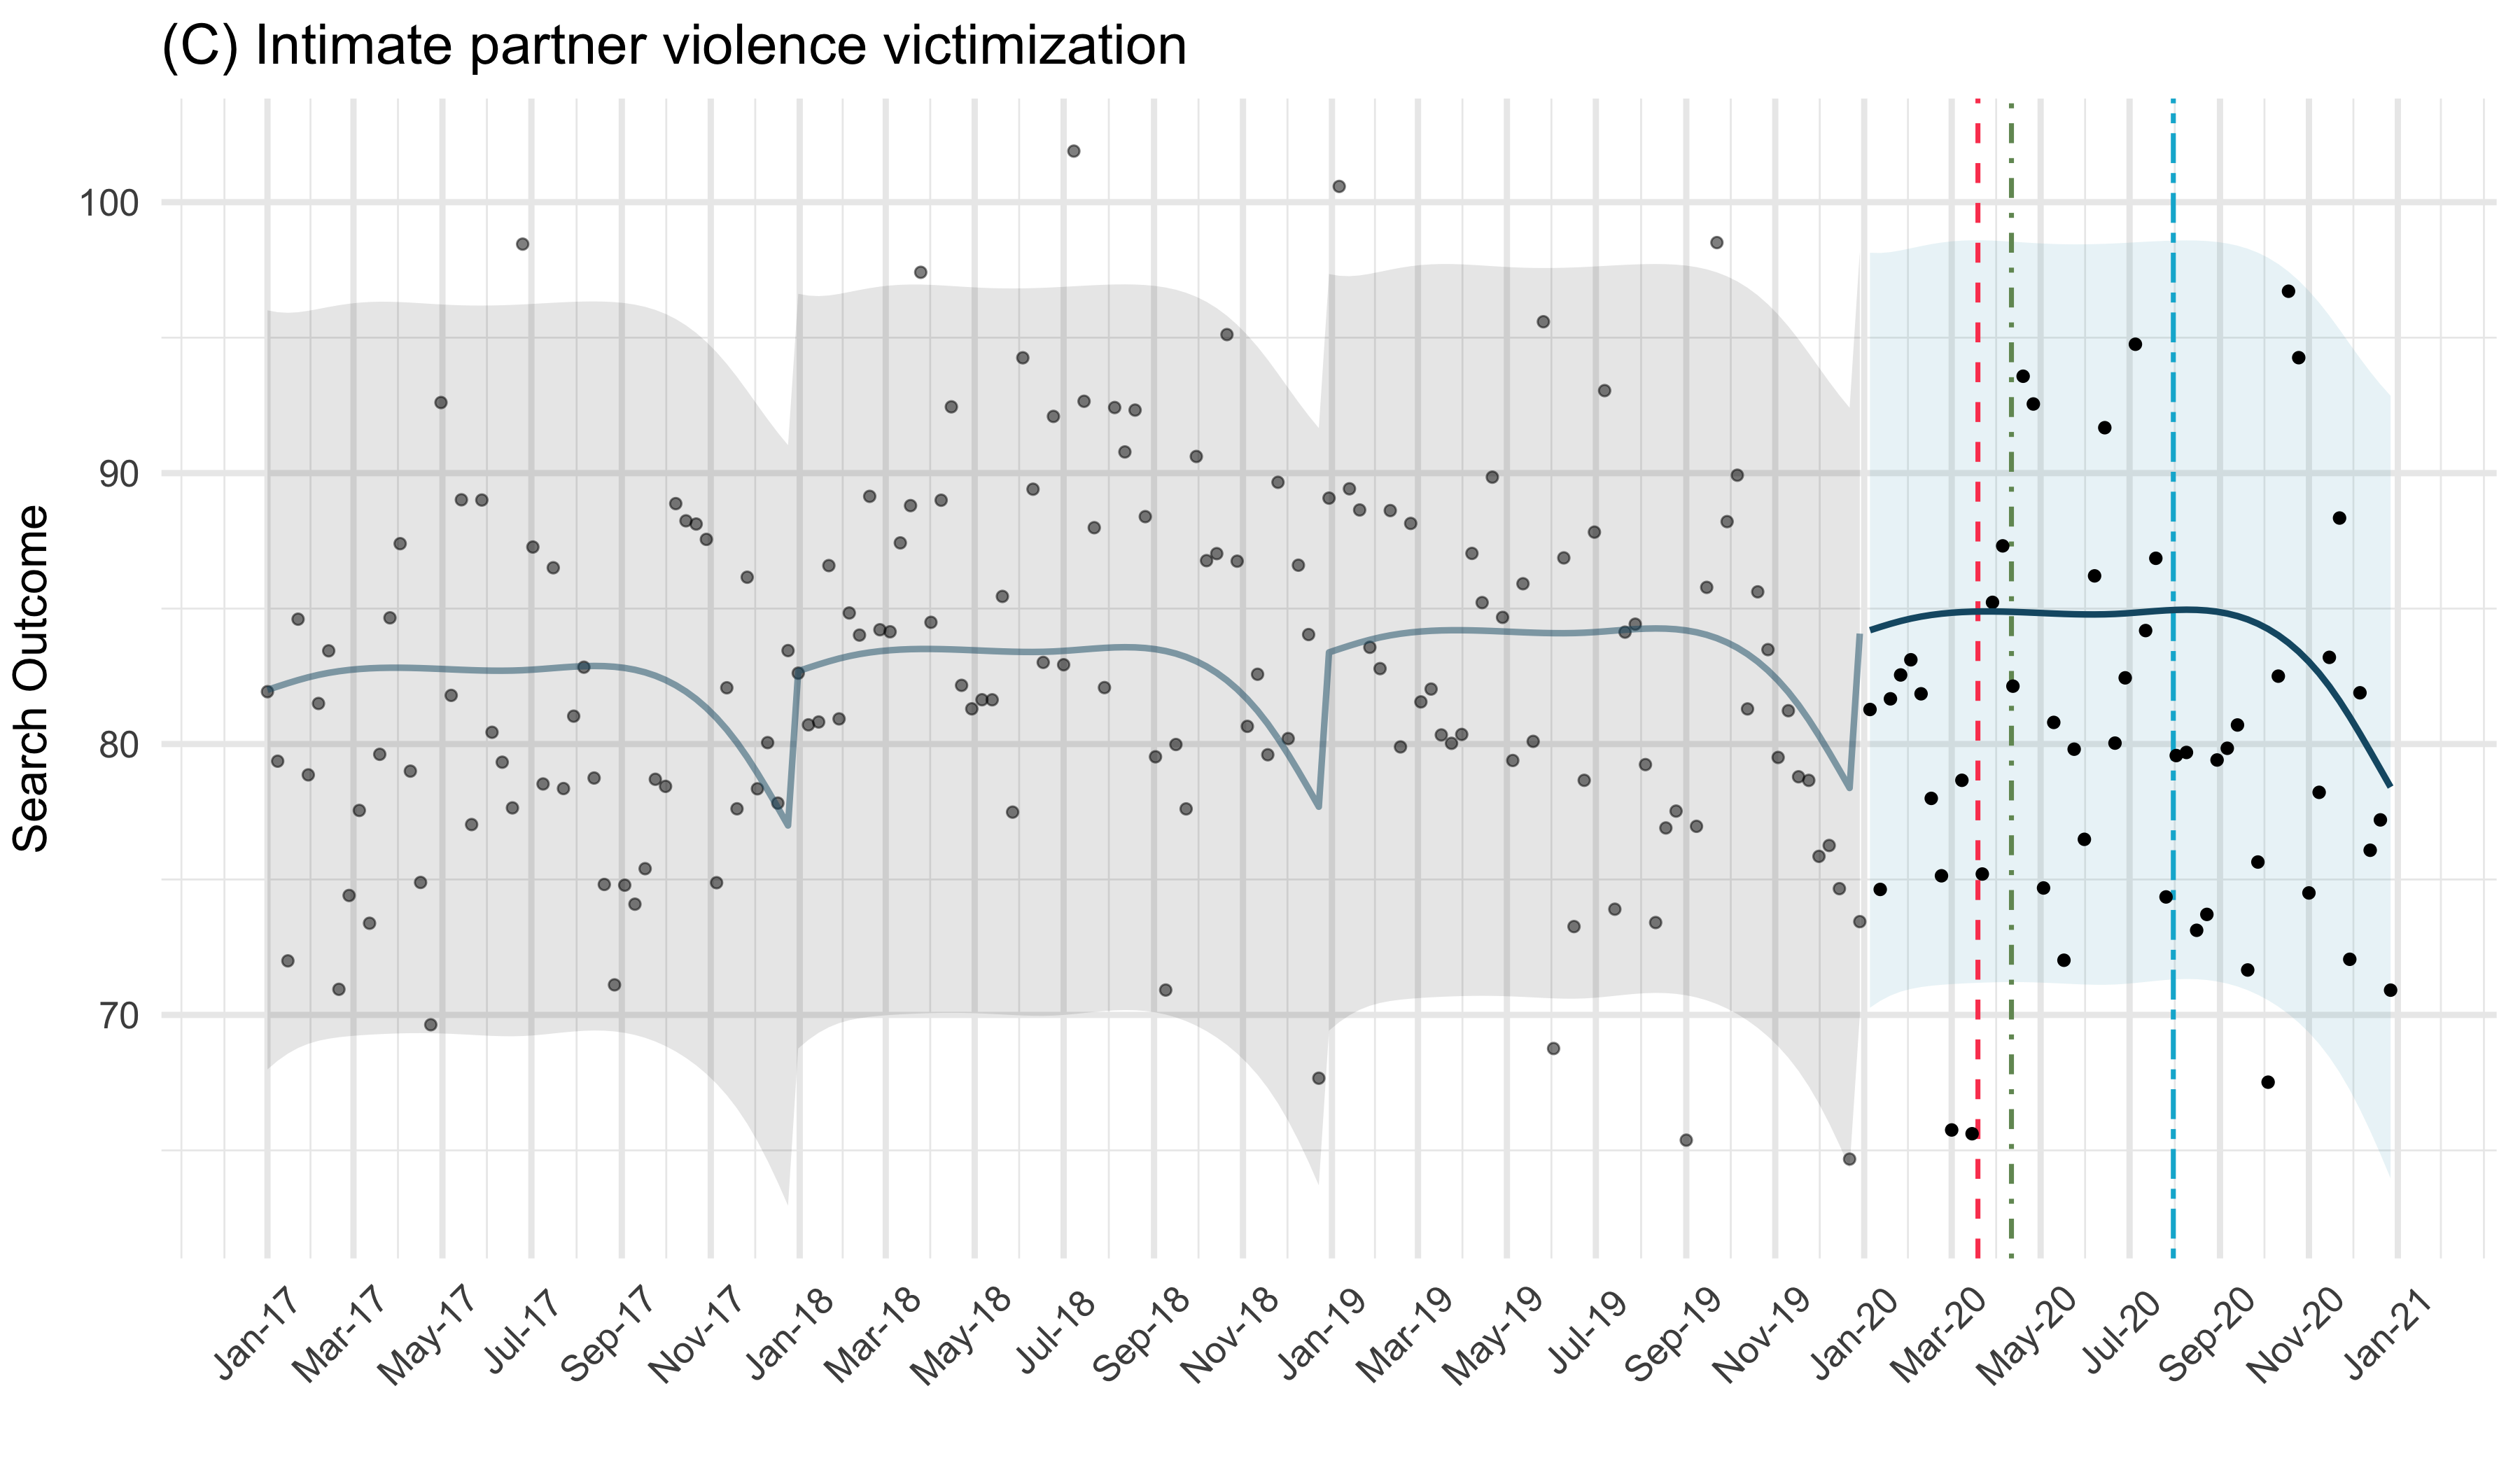 (C) Intimate partner violence victimization
Search Outcome
100
90
80
70
Jan-17
Mar-17
May-17
Jul-17
Sep-17
Nov-17
Jan-18
Mar-18
May-18
Jul-18
Sep-18
Nov-18
Jan-19
Mar-19
May-19
Jul-19
Sep-19
Nov-19
Jan-20
Mar-20
May-20
Jul-20
Sep-20
Nov-20
Jan-21